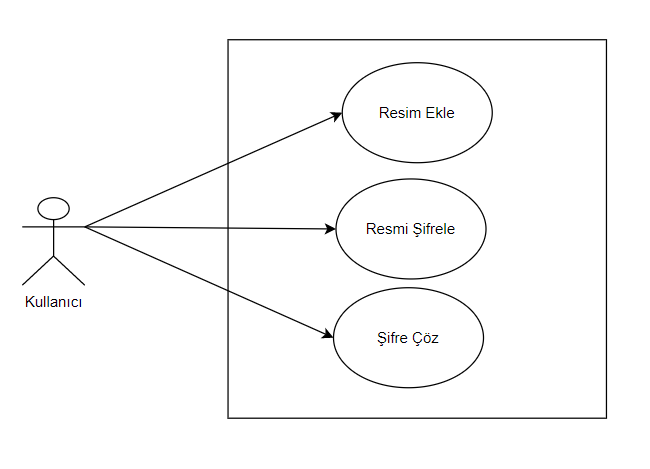 Resim Ekle
Resmi Şifrele
Kullanıcı
Şifre Çöz